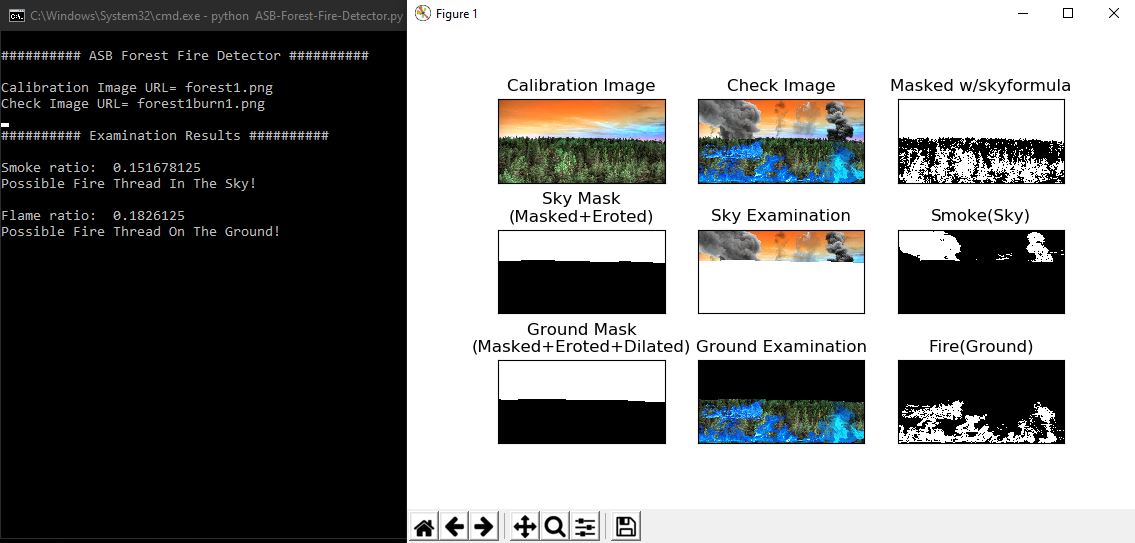 C:\Windows\System32\cmd.exe - python  ASB-Forest-Fire-Detector.py
########## ASB Forest Fire Detector ##########
Calibration Image URL= forest1.png
Check Image URL= forest1burn1.png
########## Examination Results ##########
Smoke ratio:  0.151678125
Possible Fire Thread In The Sky!
Flame ratio:  0.1826125
Possible Fire Thread On The Ground!
Figure 1
Calibration Image
Check Image
Masked w/skyformula
Sky Mask
(Masked+Eroted)
Sky Examination
Smoke(Sky)
Ground Mask
(Masked+Eroted+Dilated)
Ground Examination
Fire(Ground)